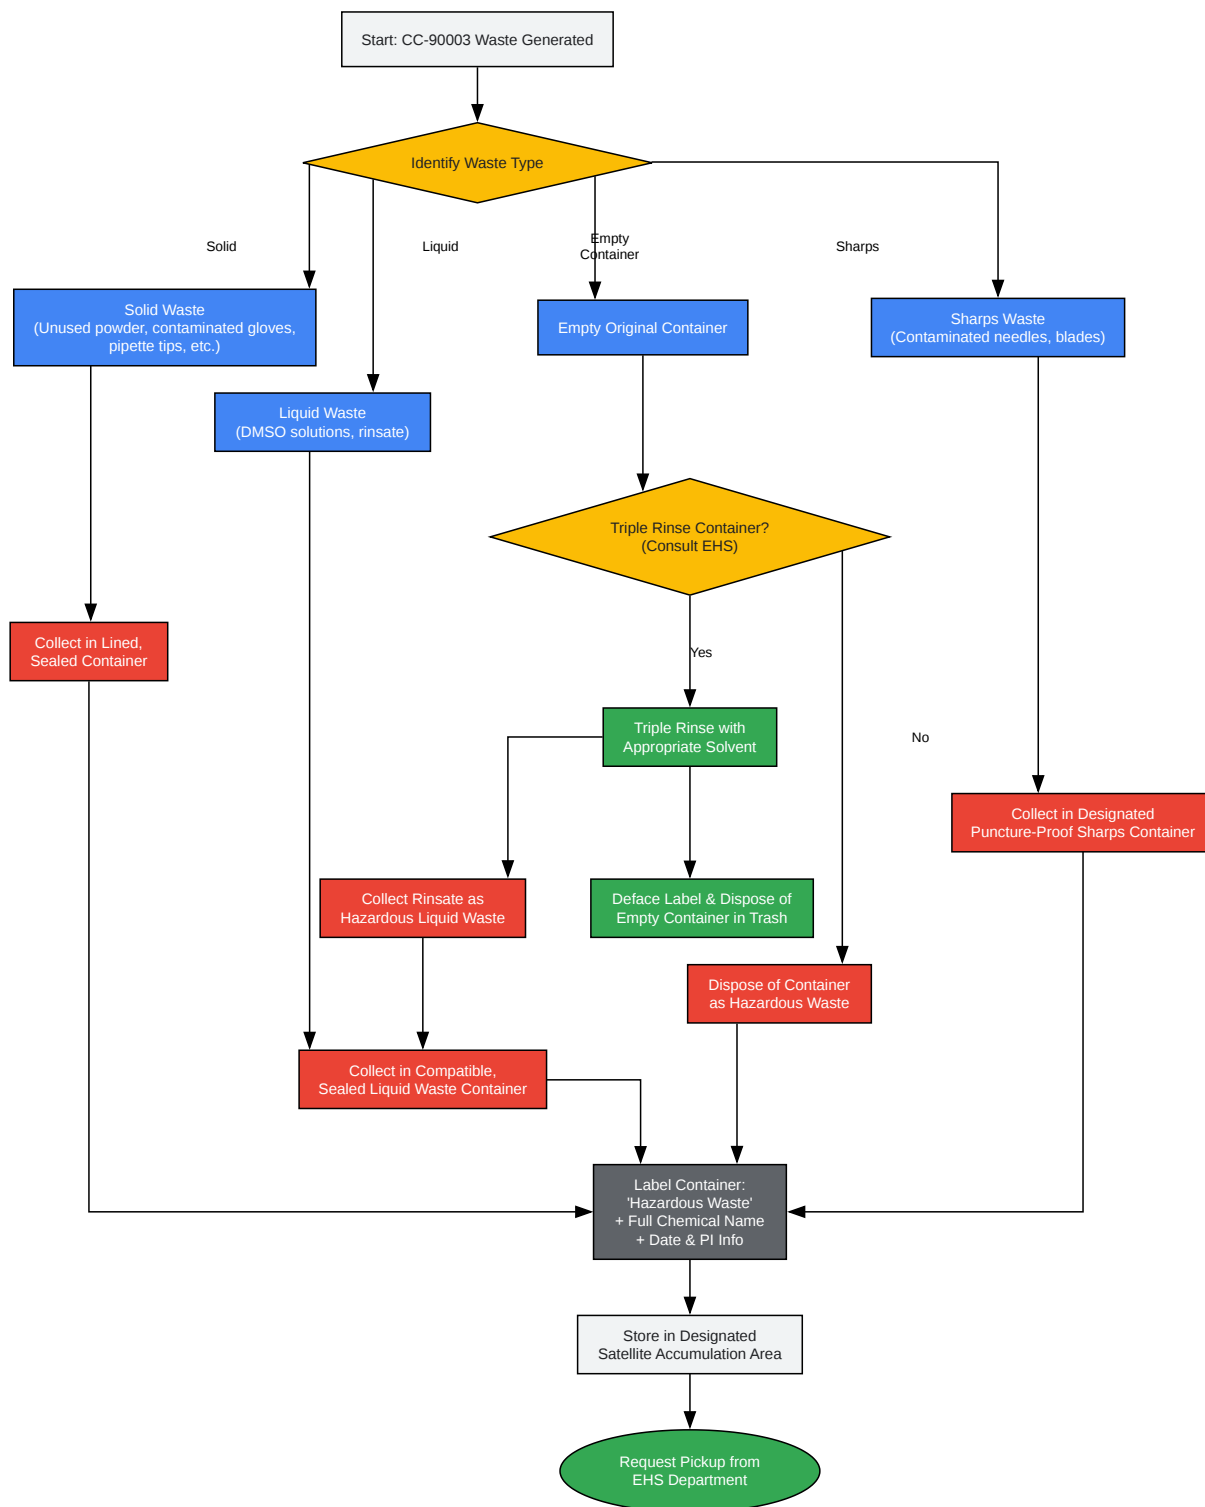 Start: CC-90003 Waste Generated
Identify Waste Type
Solid
Liquid
Empty
Container
Sharps
Solid Waste
(Unused powder, contaminated gloves,
pipette tips, etc.)
Empty Original Container
Sharps Waste
(Contaminated needles, blades)
Liquid Waste
(DMSO solutions, rinsate)
Triple Rinse Container?
(Consult EHS)
Collect in Lined,
Sealed Container
Yes
Triple Rinse with
Appropriate Solvent
No
Collect in Designated
Puncture-Proof Sharps Container
Collect Rinsate as
Hazardous Liquid Waste
Deface Label & Dispose of
Empty Container in Trash
Dispose of Container
as Hazardous Waste
Collect in Compatible,
Sealed Liquid Waste Container
Label Container:
'Hazardous Waste'
+ Full Chemical Name
+ Date & PI Info
Store in Designated
Satellite Accumulation Area
Request Pickup from
EHS Department